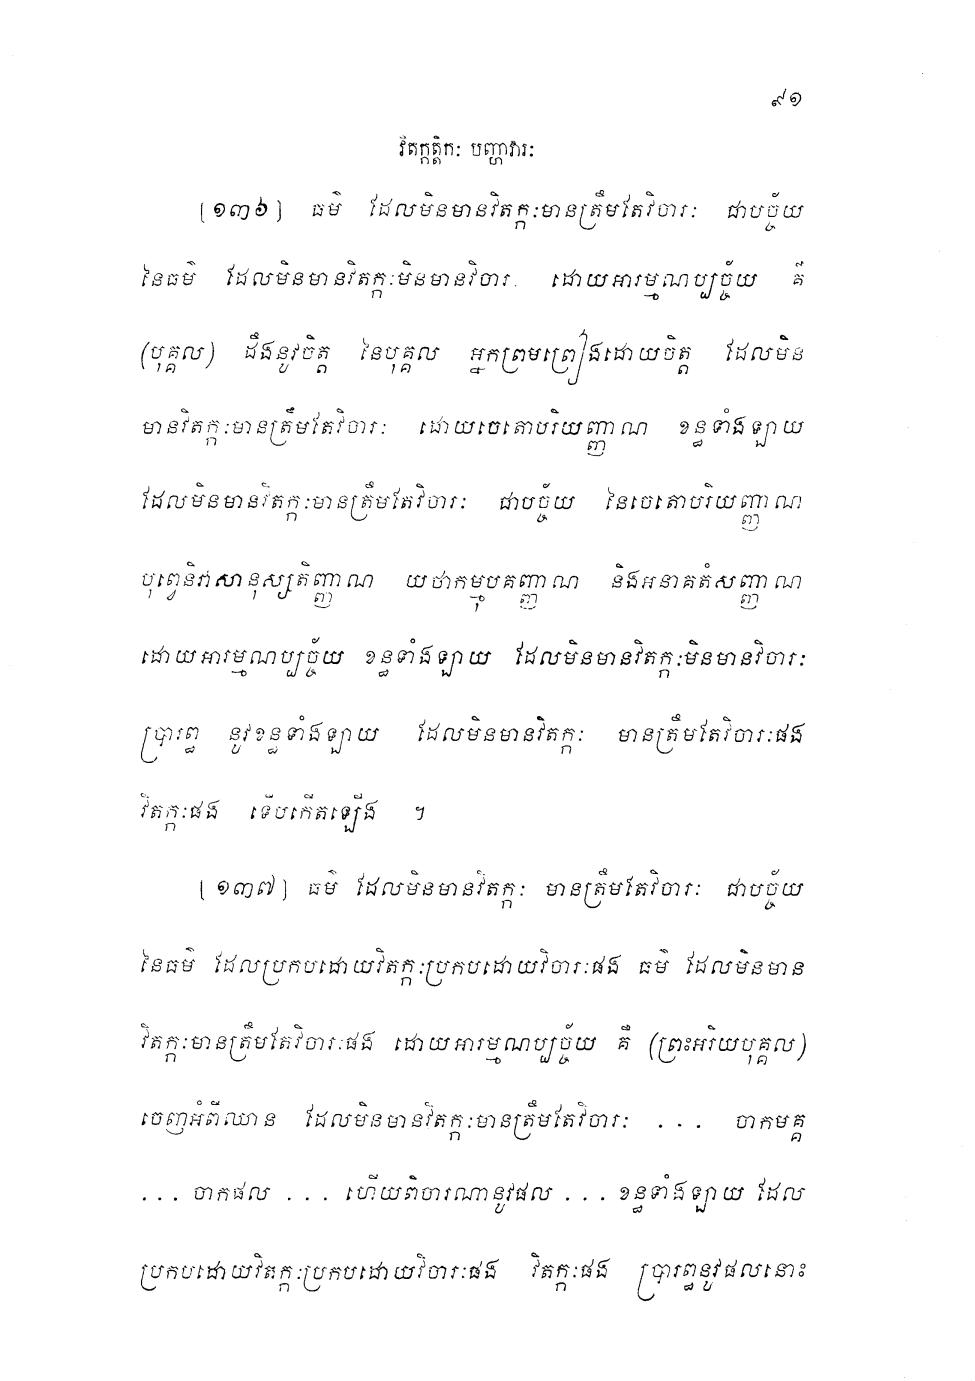 ៩១
វិតក្កត្តិកៈ បញ្ហាវារៈ
[១៣៦] ធម៌ ដែលមិនមានវិតក្កៈមានត្រឹមតែវិចារៈ ជាបច្ច័យ
នៃធម៌ ដែលមិនមានវិតក្កៈមិនមានវិចារៈ ដោយអារម្មណប្បច្ច័យ គឺ
(បុគ្គល) ដឹងនូវចិត្ត នៃបុគ្គល អ្នកព្រមព្រៀងដោយចិត្ត ដែលមិន
មានវិតក្កៈមានត្រឹមតែវិចារៈ ដោយចេតោបរិយញ្ញាណ ខន្ធទាំងឡាយ
ដែលមិនមានវិតក្កៈមានត្រឹមតែវិចារៈ ជាបច្ច័យ នៃចេតោបរិយញ្ញាណ
បុព្វេនិវាសានុស្សតិញ្ញាណ យថាកម្មុបគញ្ញាណ និងអនាគតំសញ្ញាណ
ដោយអារម្មណប្បច្ច័យ ខន្ធទាំងឡាយ ដែលមិនមានវិតក្កៈមិនមានវិចារៈ
ប្រារព្ធ នូវខន្ធទាំងឡាយ ដែលមិនមានវិតក្កៈ មានត្រឹមតែវិចារៈផង
វិតក្កៈផង ទើបកើតឡើង ។
[១៣៧] ធម៌ ដែលមិនមានវិតក្កៈ មានត្រឹមតែវិចារៈ ជាបច្ច័យ
នៃធម៌ ដែលប្រកបដោយវិតក្កៈប្រកបដោយវិចារៈផង ធម៌ ដែលមិនមាន
វិតក្កៈមានត្រឹមតែវិចារៈផង ដោយអារម្មណប្បច្ច័យ គឺ (ព្រះអរិយបុគ្គល)
ចេញអំពីឈាន ដែលមិនមានវិតក្កៈមានត្រឹមតែវិចារៈ ... ចាកមគ្គ
... ចាកផល ... ហើយពិចារណានូវផល ... ខន្ធទាំងឡាយ ដែល
ប្រកបដោយវិតក្កៈប្រកបដោយវិចារៈផង វិតក្កៈផង ប្រារព្ធនូវផលនោះ